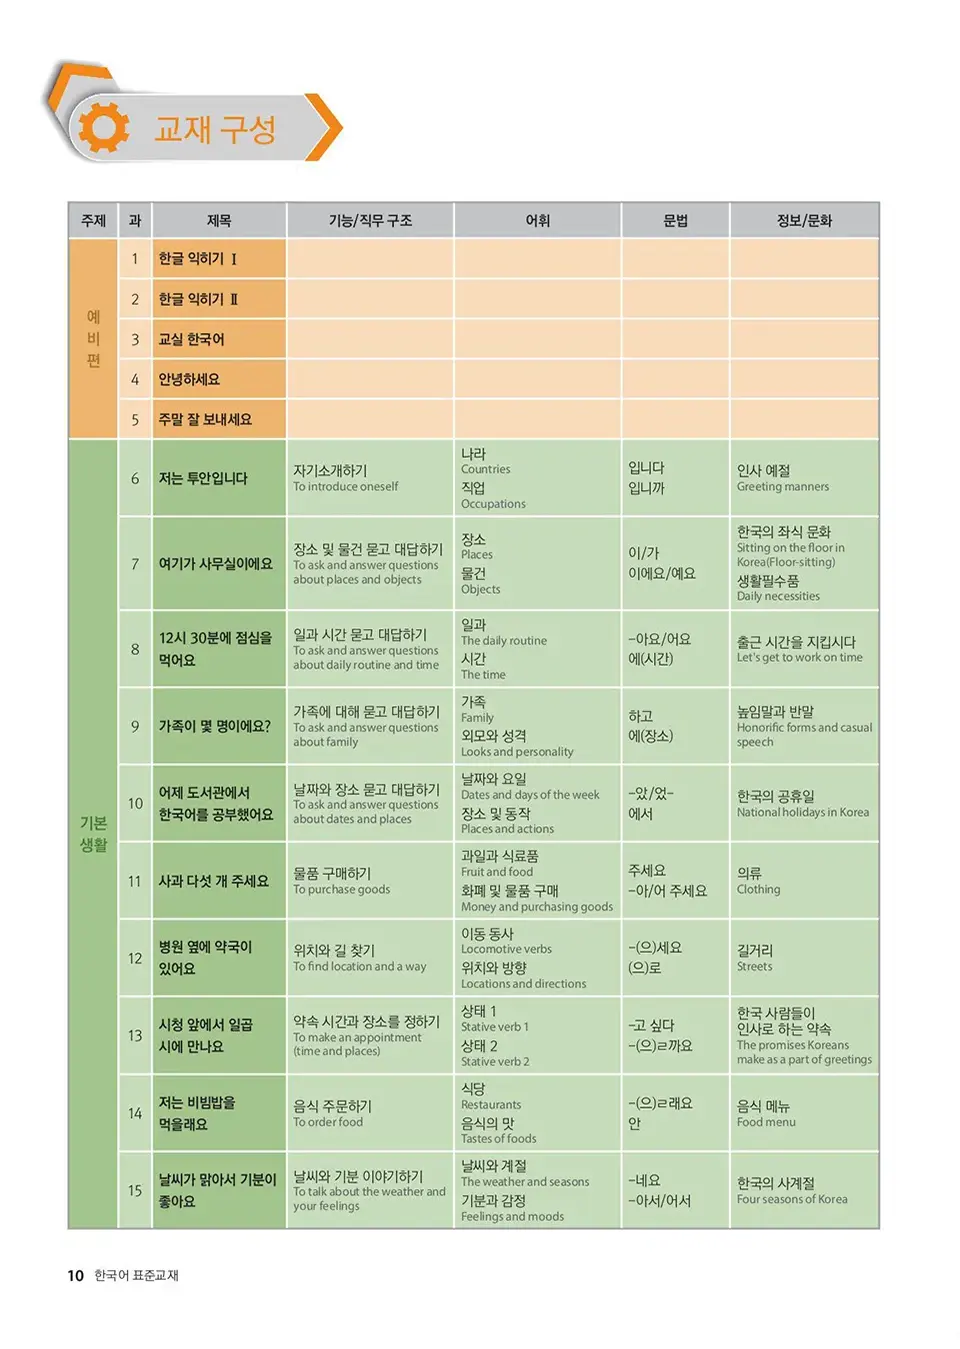 교재 구성
주제 과 제목 기능/직무 구조 어휘 문법 정보/문화
예비편
1 한글 익히기 Ⅰ
2 한글 익히기 Ⅱ
3 교실 한국어
4 안녕하세요
5 주말 잘 보내세요
기본
생활
6 저는 투안입니다
자기소개하기
To introduce oneself
나라
Countries
직업
Occupations
입니다
입니까
인사 예절
Greeting manners
7 여기가 사무실이에요
장소 및 물건 묻고 대답하기
To ask and answer questions
about places and objects
장소
Places
물건
Objects
이/가
이에요/예요
한국의 좌식 문화
Sitting on the floor in
Korea(Floor-sitting)
생활필수품
Daily necessities
8 12시 30분에 점심을
먹어요
일과 시간 묻고 대답하기
To ask and answer questions
about daily routine and time
일과
The daily routine
시간
The time
-아요/어요
에(시간)
출근 시간을 지킵시다
Let's get to work on time
9 가족이 몇 명이에요?
가족에 대해 묻고 대답하기
To ask and answer questions
about family
가족
Family
외모와 성격
Looks and personality
하고
에(장소)
높임말과 반말
Honorific forms and casual
speech
10 어제 도서관에서
한국어를 공부했어요
날짜와 장소 묻고 대답하기
To ask and answer questions
about dates and places
날짜와 요일
Dates and days of the week
장소 및 동작
Places and actions
-았/었-
에서
한국의 공휴일
National holidays in Korea
11 사과 다섯 개 주세요
물품 구매하기
To purchase goods
과일과 식료품
Fruit and food
화폐 및 물품 구매
Money and purchasing goods
주세요
-아/어 주세요
의류
Clothing
12 병원 옆에 약국이
있어요
위치와 길 찾기
To find location and a way
이동 동사
Locomotive verbs
위치와 방향
Locations and directions
-(으)세요
(으)로
길거리
Streets
13 시청 앞에서 일곱
시에 만나요
약속 시간과 장소를 정하기
To make an appointment
(time and places)
상태 1
Stative verb 1
상태 2
Stative verb 2
-고 싶다
-(으)ㄹ까요
한국 사람들이
인사로 하는 약속
The promises Koreans
make as a part of greetings
14 저는 비빔밥을
먹을래요
음식 주문하기
To order food
식당
Restaurants
음식의 맛
Tastes of foods
-(으)ㄹ래요
안
음식 메뉴
Food menu
15 날씨가 맑아서 기분이
좋아요
날씨와 기분 이야기하기
To talk about the weather and
your feelings
날씨와 계절
The weather and seasons
기분과 감정
Feelings and moods
-네요
-아서/어서
한국의 사계절
Four seasons of Korea
10 한국어 표준교재